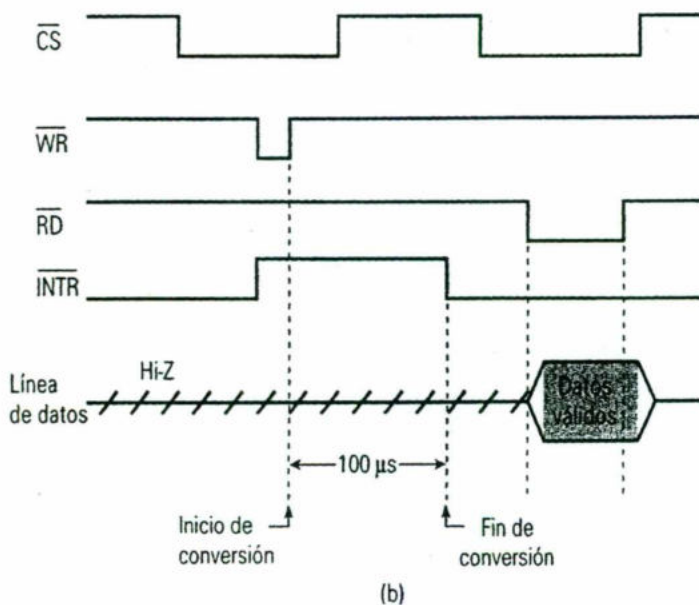 CS
WR
RD
INTR
Línea
de datos
Hi-Z
Datos
válidos
100 µs
Inicio de
conversión
Fin de
conversión
(b)